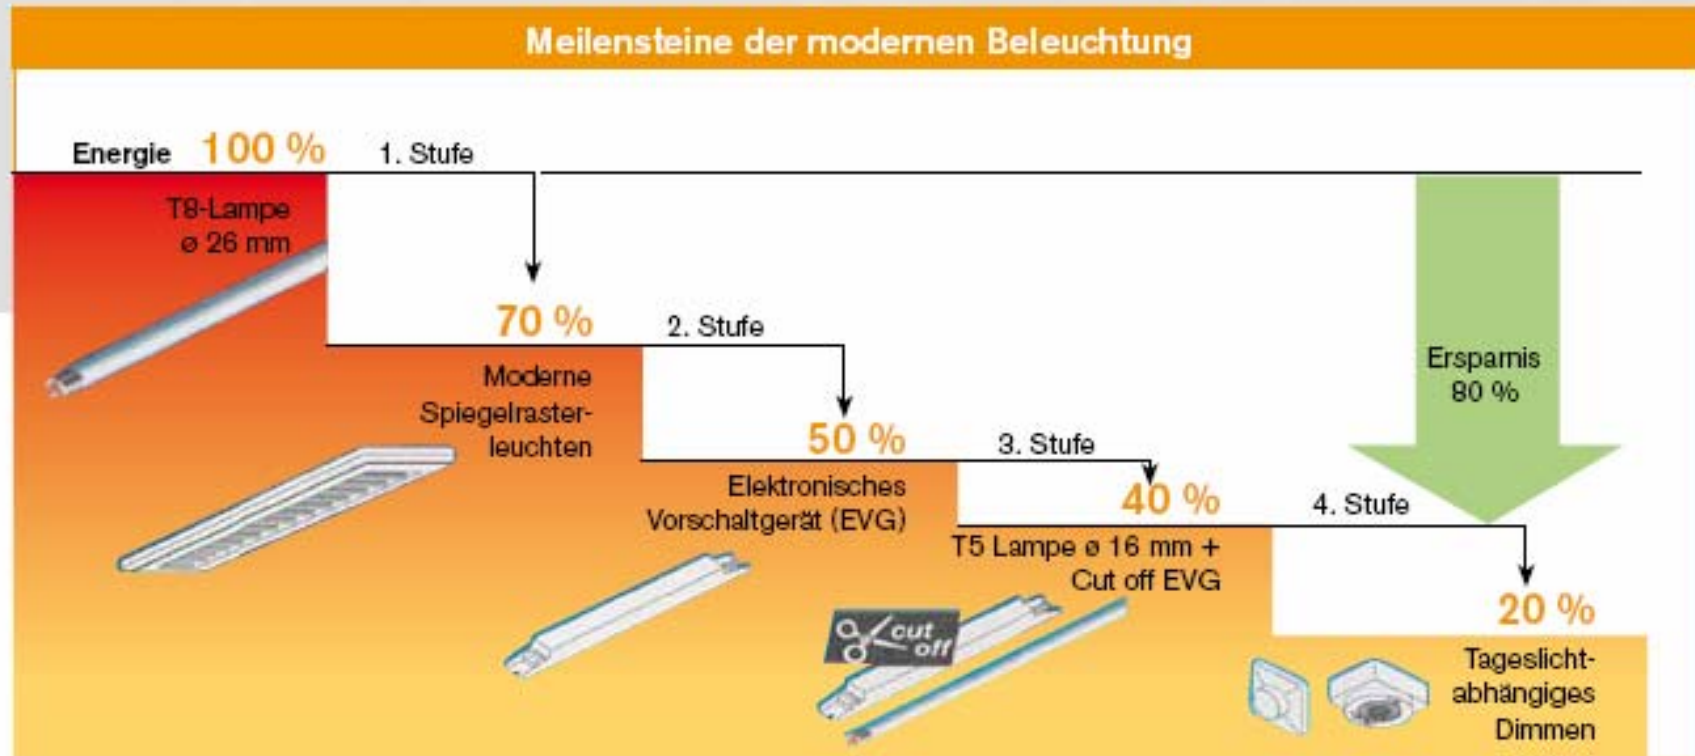 Meilensteine der modernen Beleuchtung
Energie 100 % 1. Stufe
T8-Lampe
ø 26 mm
70 % 2. Stufe
Moderne
Spiegelraster-
leuchten
50 % 3. Stufe
Elektronisches
Vorschaltgerät (EVG)
40 % 4. Stufe
T5 Lampe ø 16 mm +
Cut off EVG
cut
off
20 %
Tageslicht-
abhängiges
Dimmen
Ersparnis
80 %